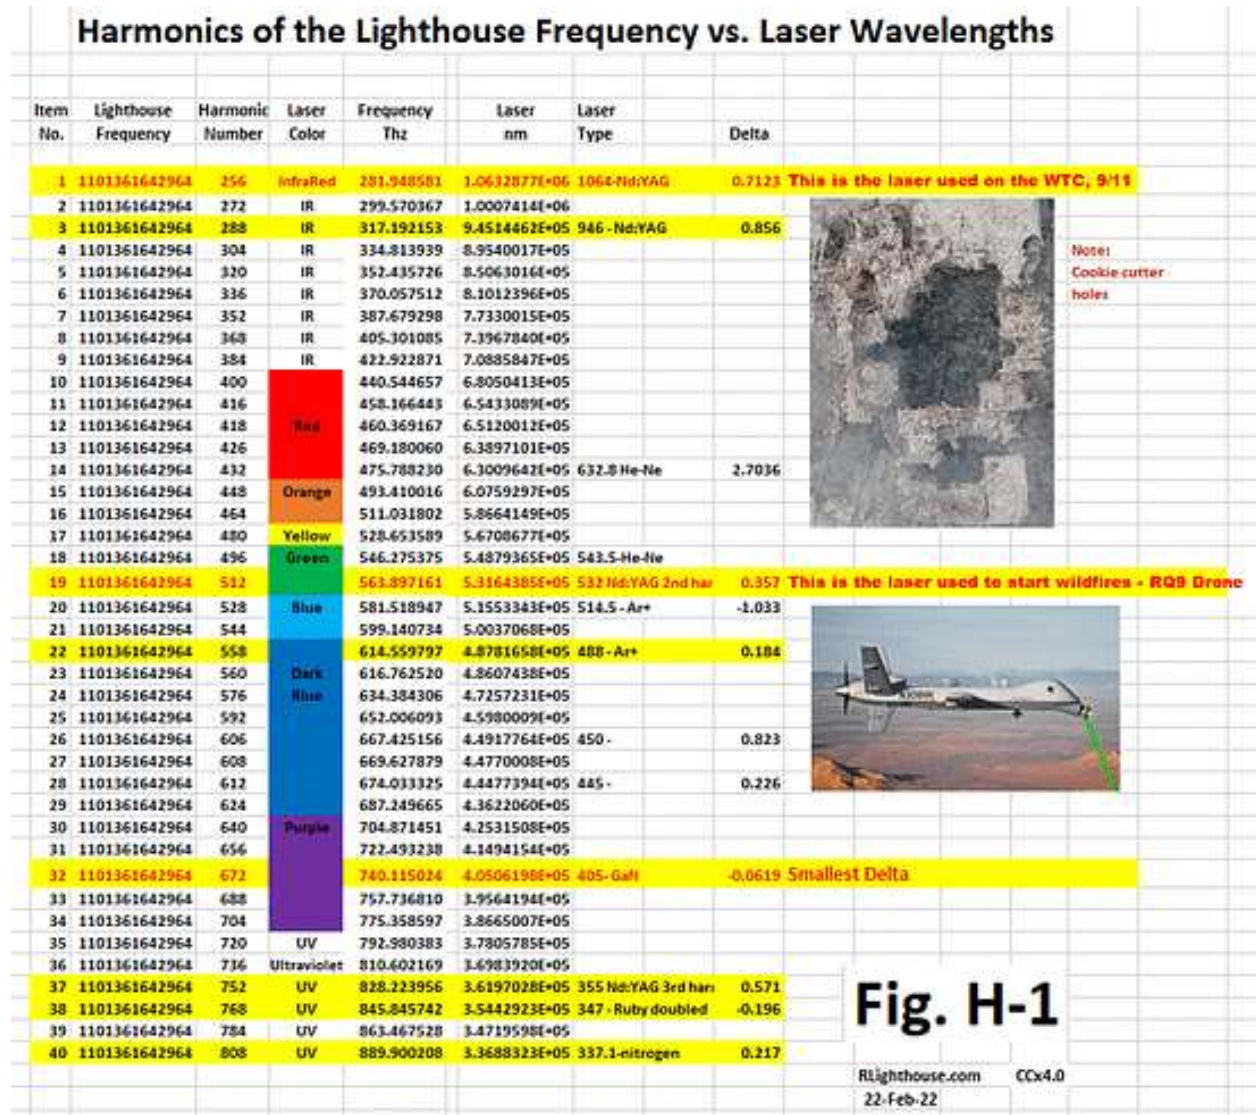 Harmonics of the Lighthouse Frequency vs. Laser Wavelengths
Item Lighthouse Harmonic Laser Frequency Laser Laser
No. Frequency Number Color Thz nm Type Delta
1 1101361642964 256 InfraRed 281.948581 1.0632877E+06 1064-Nd:YAG 0.7123 This is the laser used on the WTC, 9/11
2 1101361642964 272 IR 299.570367 1.0007414E+06
3 1101361642964 288 IR 317.192153 9.4514462E+05 946 - Nd:YAG 0.856
4 1101361642964 304 IR 334.813939 8.9540017E+05 Note:
5 1101361642964 320 IR 352.435726 8.5063016E+05 Cookie cutter
6 1101361642964 336 IR 370.057512 8.1012396E+05 holes
7 1101361642964 352 IR 387.679298 7.7330015E+05
8 1101361642964 368 IR 405.301085 7.3967840E+05
9 1101361642964 384 IR 422.922871 7.0885847E+05
10 1101361642964 400 440.544657 6.8050413E+05
11 1101361642964 416 458.166443 6.5433089E+05
12 1101361642964 418 Red 460.369167 6.5120012E+05
13 1101361642964 426 469.180060 6.3897101E+05
14 1101361642964 432 475.788230 6.3009642E+05 632.8 He-Ne 2.7036
15 1101361642964 448 Orange 493.410016 6.0759297E+05
16 1101361642964 464 511.031802 5.8664149E+05
17 1101361642964 480 Yellow 528.653589 5.6708677E+05
18 1101361642964 496 Green 546.275375 5.4879365E+05 543.5-He-Ne
19 1101361642964 512 563.897161 5.3164385E+05 532 Nd:YAG 2nd har 0.357 This is the laser used to start wildfires - RQ9 Drone
20 1101361642964 528 Blue 581.518947 5.1553343E+05 514.5 - Ar+ -1.033
21 1101361642964 544 599.140734 5.0037068E+05
22 1101361642964 558 614.559797 4.8781658E+05 488 - Ar+ 0.184
23 1101361642964 560 Dark 616.762520 4.8607438E+05
24 1101361642964 576 Blue 634.384306 4.7257231E+05
25 1101361642964 592 652.006093 4.5980009E+05
26 1101361642964 606 667.425156 4.4917764E+05 450 - 0.823
27 1101361642964 608 669.627879 4.4770008E+05
28 1101361642964 612 674.033325 4.4477394E+05 445 - 0.226
29 1101361642964 624 687.249665 4.3622060E+05
30 1101361642964 640 Purple 704.871451 4.2531508E+05
31 1101361642964 656 722.493238 4.1494154E+05
32 1101361642964 672 740.115024 4.0506198E+05 405- GaN -0.0619 Smallest Delta
33 1101361642964 688 757.736810 3.9564194E+05
34 1101361642964 704 775.358597 3.8665007E+05
35 1101361642964 720 UV 792.980383 3.7805785E+05
36 1101361642964 736 Ultraviolet 810.602169 3.6983920E+05
37 1101361642964 752 UV 828.223956 3.6197028E+05 355 Nd:YAG 3rd har 0.571
38 1101361642964 768 UV 845.845742 3.5442923E+05 347 - Ruby doubled -0.196
39 1101361642964 784 UV 863.467528 3.4719598E+05
40 1101361642964 808 UV 889.900208 3.3688323E+05 337.1-nitrogen 0.217
Fig. H-1
RLighthouse.com CCx4.0
22-Feb-22